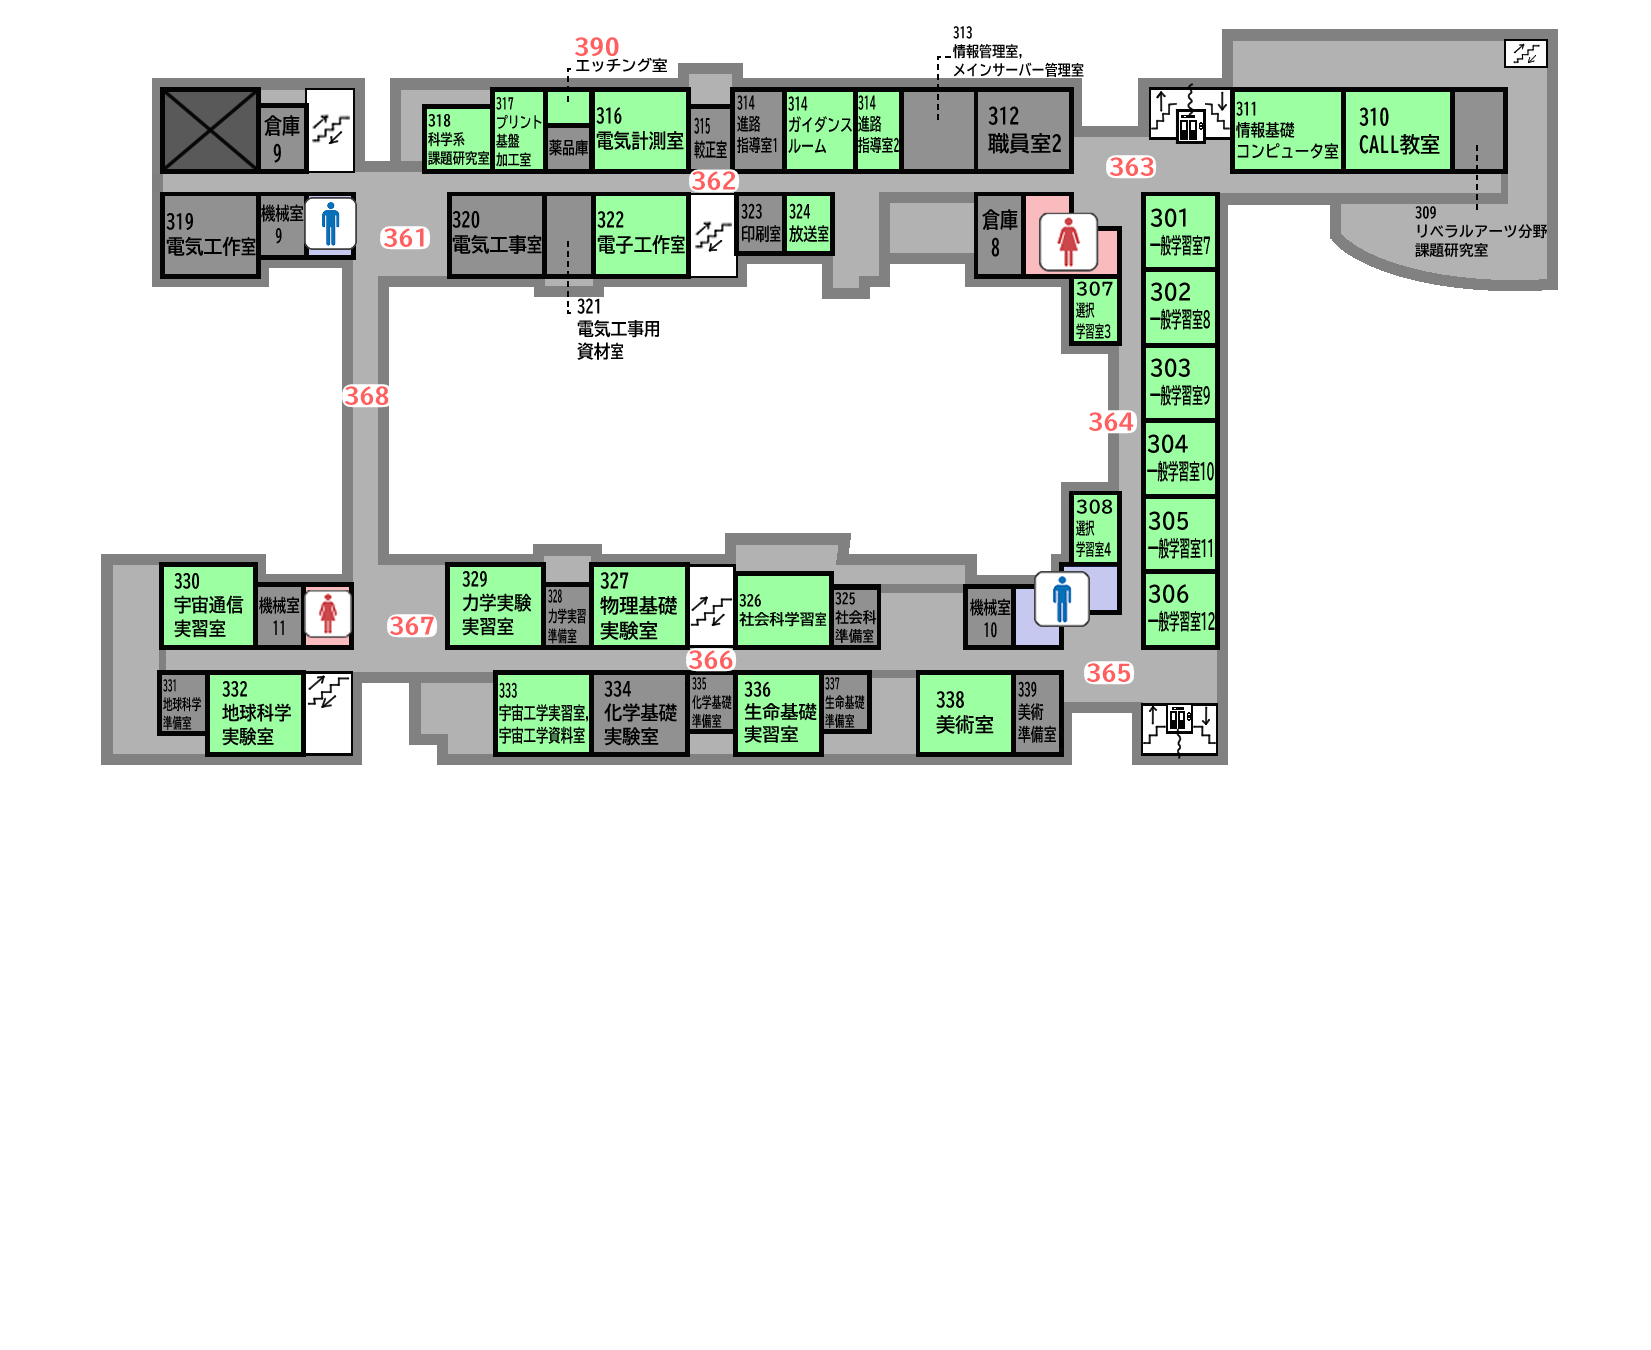 390
エッチング室
313
情報管理室,
メインサーバー管理室
倉庫
9
318
科学系
課題研究室
317
プリント
基盤
加工室
薬品庫
316
電気計測室
315
較正室
314
進路
指導室1
314
ガイダンス
ルーム
314
進路
指導室2
312
職員室2
311
情報基礎
コンピュータ室
310
CALL教室
362
363
319
電気工作室
機械室
9
361
320
電気工事室
322
電子工作室
323
印刷室
324
放送室
倉庫
8
301
一般学習室7
309
リベラルアーツ分野
課題研究室
321
電気工事用
資材室
307
選択
学習室3
302
一般学習室8
368
303
一般学習室9
364
304
一般学習室10
308
選択
学習室4
305
一般学習室11
330
宇宙通信
実習室
機械室
11
367
329
力学実験
実習室
328
力学実習
準備室
327
物理基礎
実験室
326
社会科学習室
325
社会科
準備室
機械室
10
306
一般学習室12
366
365
331
地球科学
準備室
332
地球科学
実験室
333
宇宙工学実習室,
宇宙工学資料室
334
化学基礎
実験室
335
化学基礎
準備室
336
生命基礎
実習室
337
生命基礎
準備室
338
美術室
339
美術
準備室